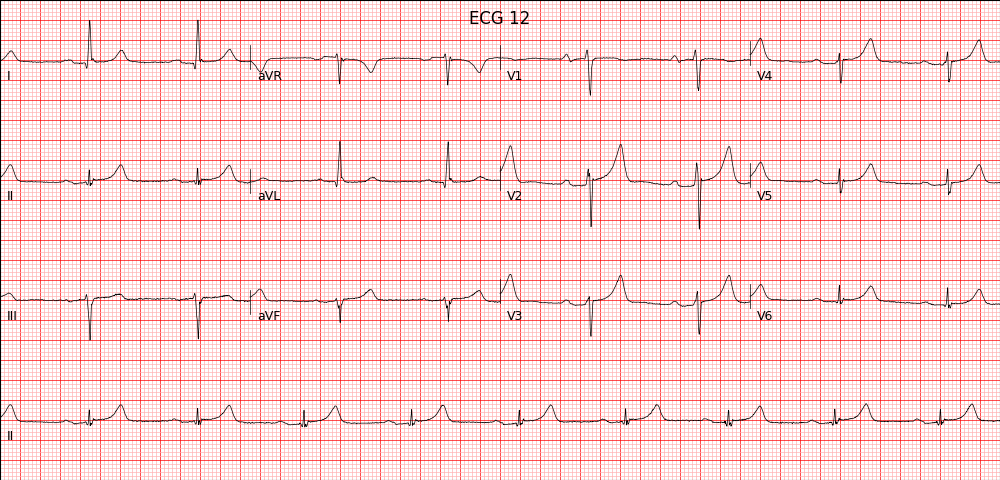 ECG 12
I aVR V1 V4
II aVL V2 V5
III aVF V3 V6
II